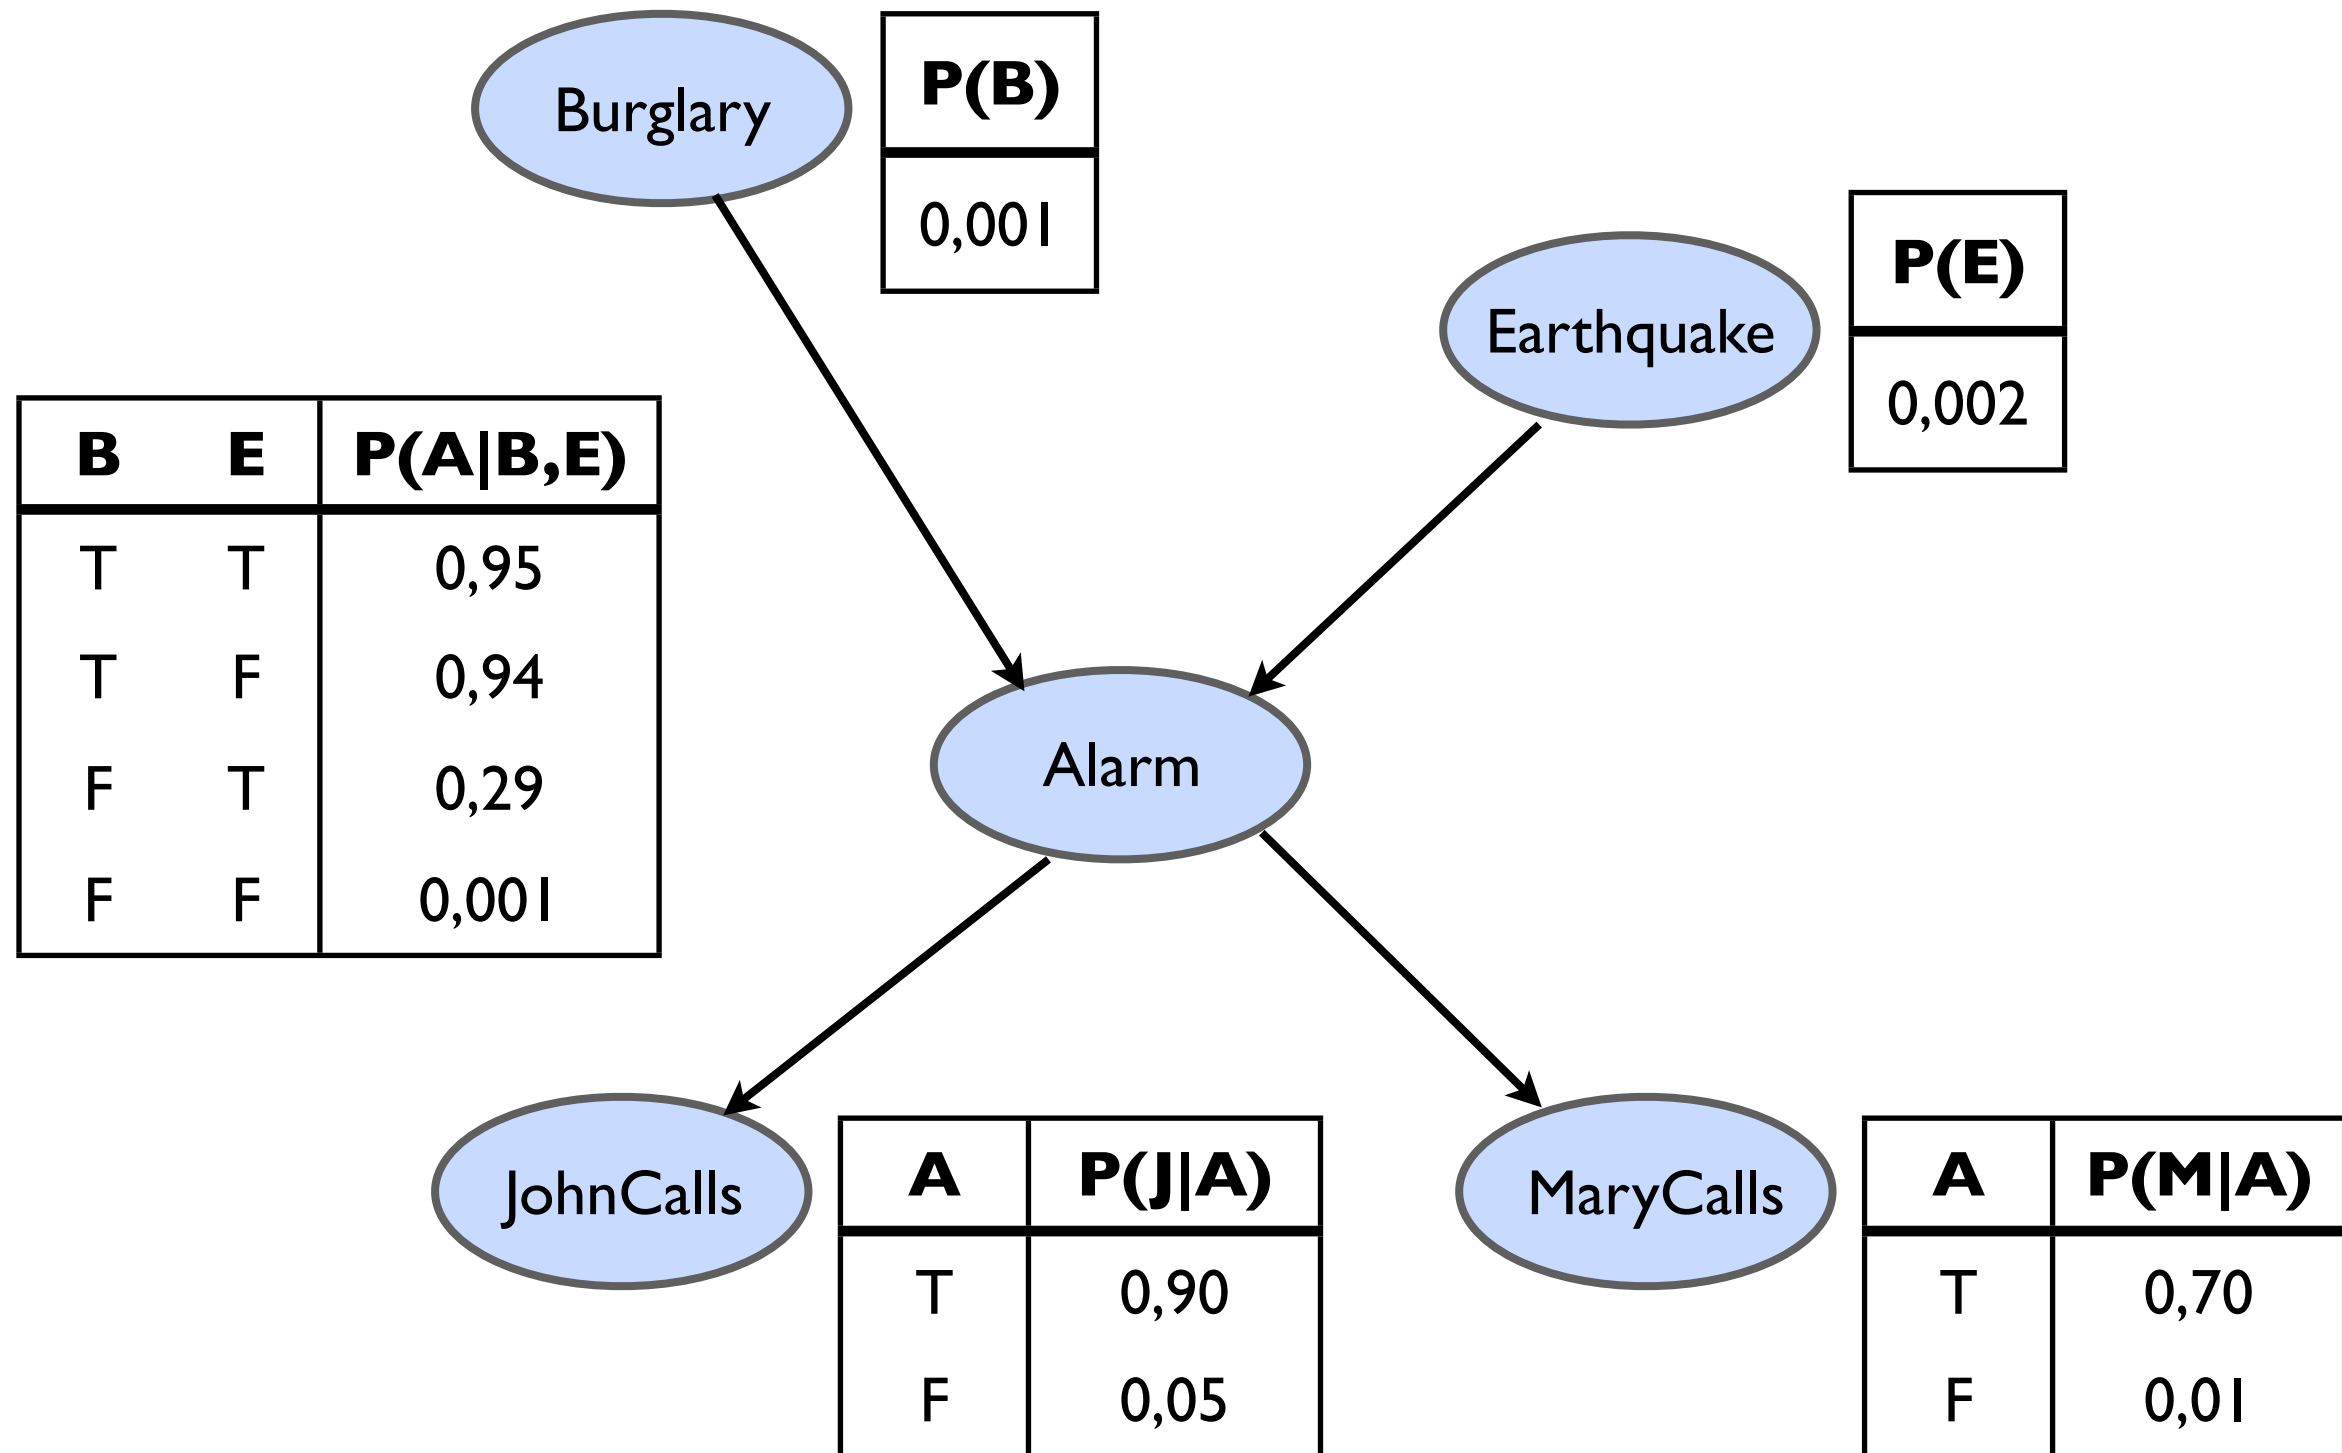 Burglary
P(B)
0,001
Earthquake
P(E)
0,002
B E P(A|B,E)
T T 0,95
T F 0,94
F T 0,29
F F 0,001
Alarm
JohnCalls
A P(J|A)
T 0,90
F 0,05
MaryCalls
A P(M|A)
T 0,70
F 0,01